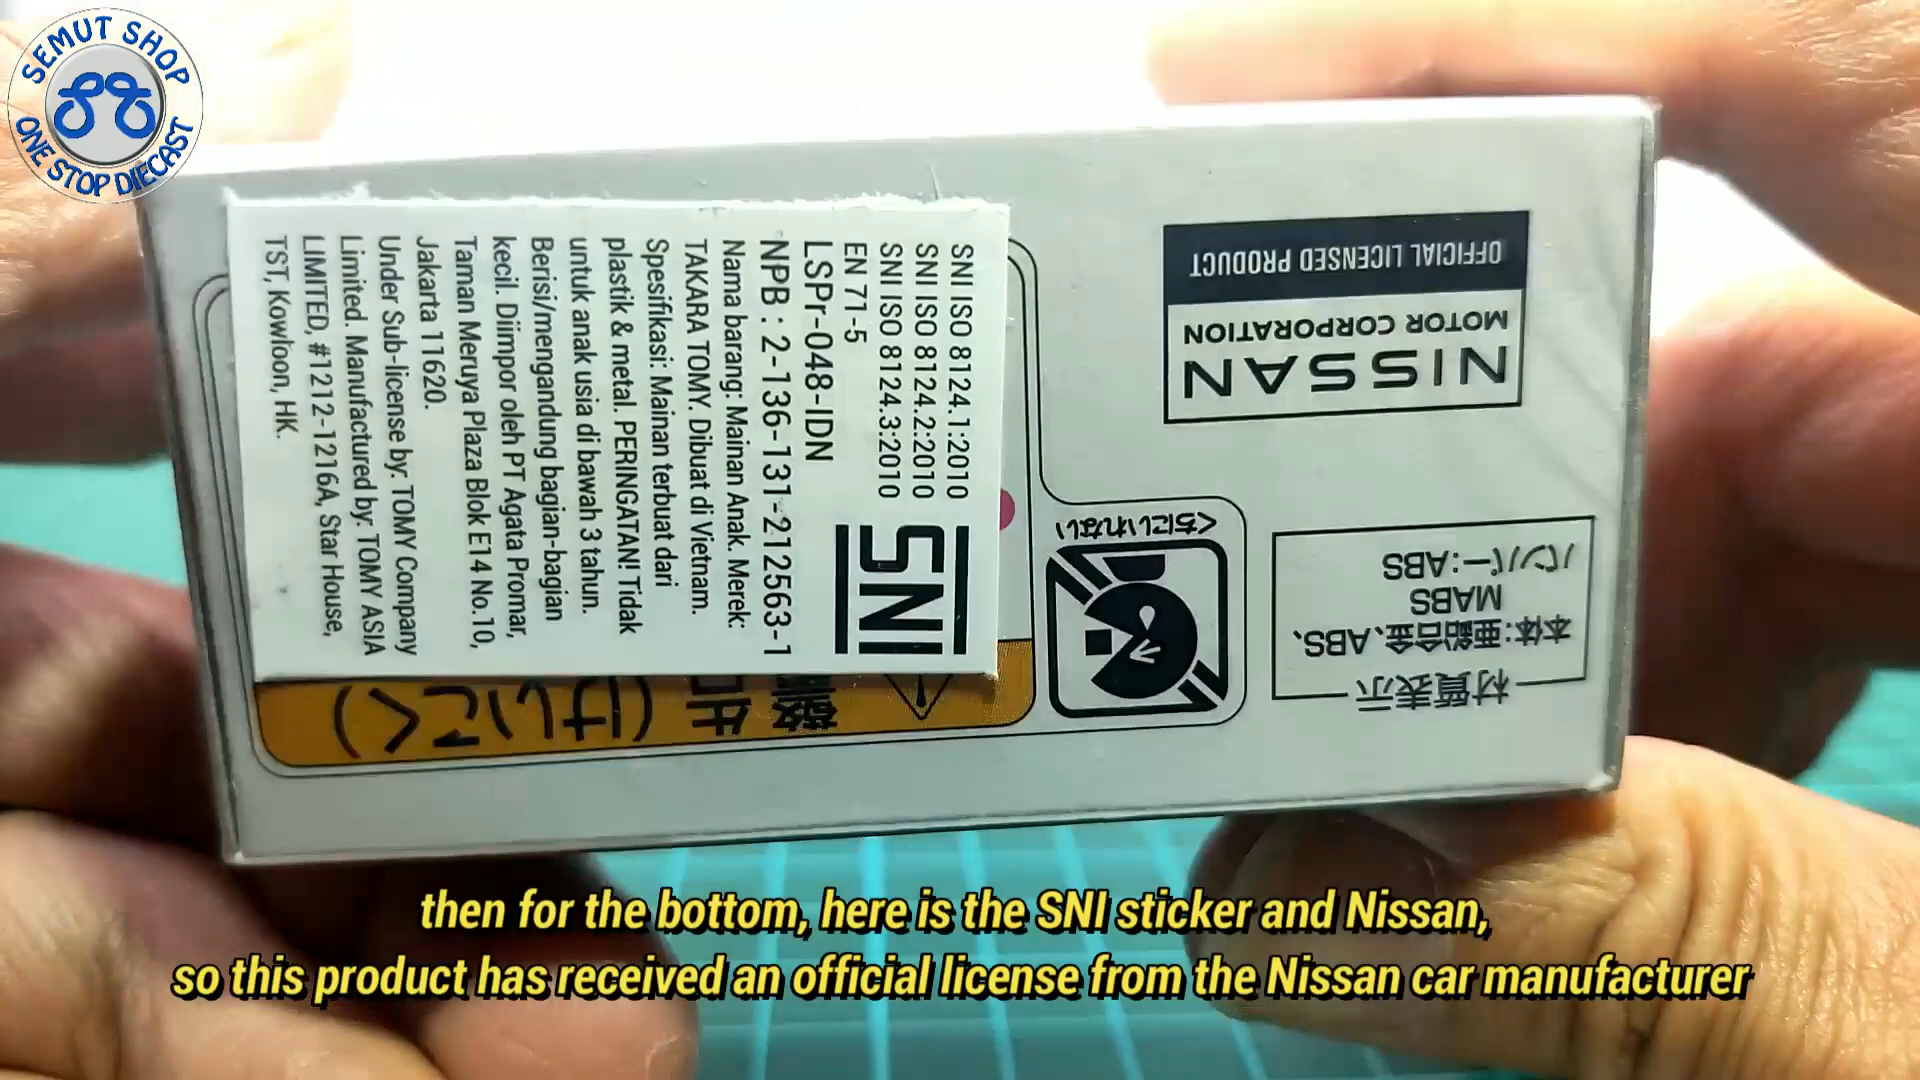 SEMUT SHOP
ONE STOP DIECAST
SNI ISO 8124.1:2010
SNI ISO 8124.2:2010
SNI ISO 8124.3:2010
EN 71-5
SNI
LSPr-048-IDN
NPB : 2-136-131-212563-1
Nama barang: Mainan Anak. Merek:
TAKARA TOMY. Dibuat di Vietnam.
Spesifikasi: Mainan terbuat dari
plastik & metal. PERINGATAN! Tidak
untuk anak usia di bawah 3 tahun.
Berisi/mengandung bagian-bagian
kecil. Diimpor oleh PT Agata Promar,
Taman Meruya Plaza Blok E14 No.10,
Jakarta 11620.
Under Sub-license by. TOMY Company
Limited. Manufactured by. TOMY ASIA
LIMITED, #1212-1216A, Star House,
TST, Kowloon, HK.
NISSAN
MOTOR CORPORATION
OFFICIAL LICENSED PRODUCT
材質表示
本体:亜鉛合金、ABS、
MABS
バンパー:ABS
くちにいれない
警告
(けいこく)
then for the bottom, here is the SNI sticker and Nissan,
so this product has received an official license from the Nissan car manufacturer